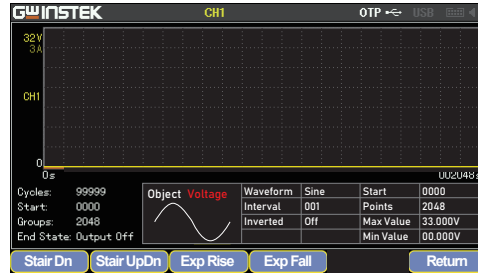 GWINSTEK CH1 OTP USB
32V
3A
CH1
0
0s 002048s
Cycles: 99999
Start: 0000
Groups: 2048
End State: Output Off
Object Voltage
Waveform Sine Start 0000
Interval 001 Points 2048
Inverted Off Max Value 33.000V
Min Value 00.000V
Stair Dn Stair UpDn Exp Rise Exp Fall Return